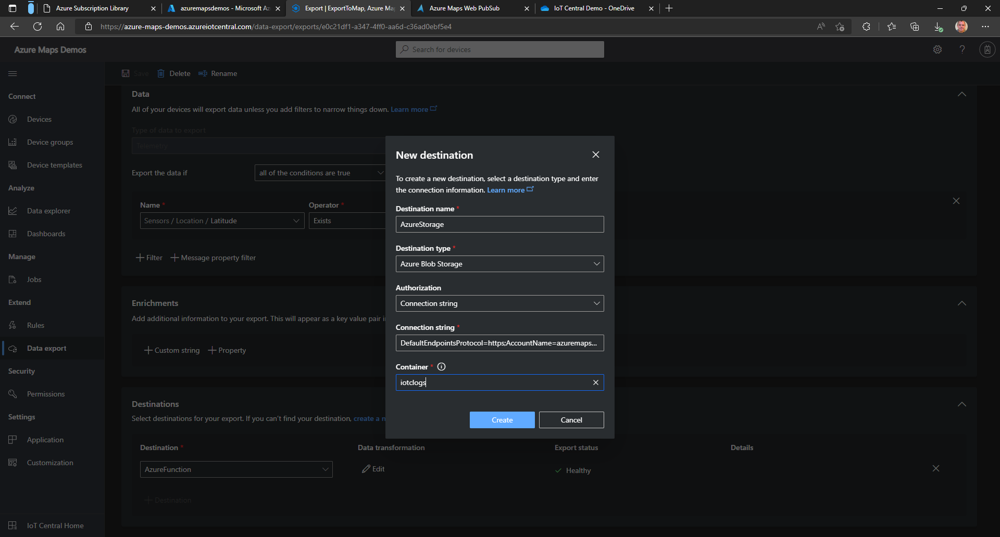 Azure Subscription Library
azuremapsdemos - Microsoft Az
Export | ExportToMap, Azure Ma
Azure Maps Web PubSub
IoT Central Demo - OneDrive
https://azure-maps-demos.azureiotcentral.com/data-export/exports/e0c21df1-a347-4ff0-aa6d-c36ad0ebf5e4
Azure Maps Demos
Search for devices
Save
Delete
Rename
Connect
Devices
Device groups
Device templates
Analyze
Data explorer
Dashboards
Manage
Jobs
Extend
Rules
Data export
Security
Permissions
Settings
Application
Customization
IoT Central Home
Data
All of your devices will export data unless you add filters to narrow things down. Learn more
Type of data to export
Telemetry
Export the data if
all of the conditions are true
Name *
Operator *
Sensors / Location / Latitude
Exists
Filter
Message property filter
Enrichments
Add additional information to your export. This will appear as a key value pair i
Custom string
Property
Destinations
Select destinations for your export. If you can't find your destination, create a n
Destination *
Data transformation
Export status
Details
AzureFunction
Edit
Healthy
Destination
New destination
To create a new destination, select a destination type and enter
the connection information. Learn more
Destination name *
AzureStorage
Destination type *
Azure Blob Storage
Authorization
Connection string
Connection string *
DefaultEndpointsProtocol=https;AccountName=azuremaps...
Container *
iotclogs
Create
Cancel